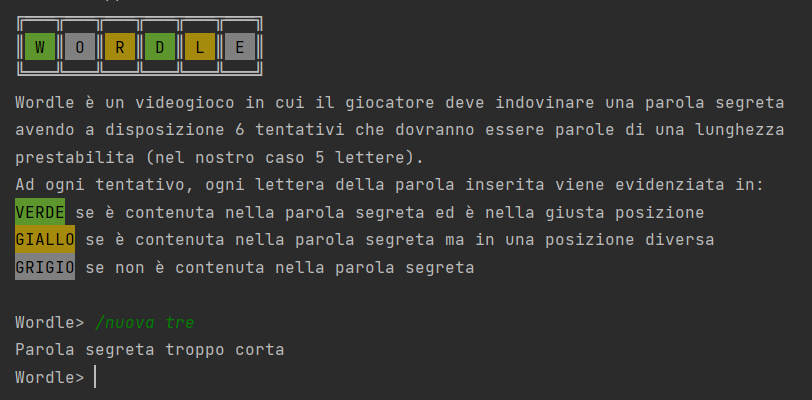 W O R D L E
Wordle è un videogioco in cui il giocatore deve indovinare una parola segreta
avendo a disposizione 6 tentativi che dovranno essere parole di una lunghezza
prestabilita (nel nostro caso 5 lettere).
Ad ogni tentativo, ogni lettera della parola inserita viene evidenziata in:
VERDE se è contenuta nella parola segreta ed è nella giusta posizione
GIALLO se è contenuta nella parola segreta ma in una posizione diversa
GRIGIO se non è contenuta nella parola segreta
Wordle> /nuova tre
Parola segreta troppo corta
Wordle>